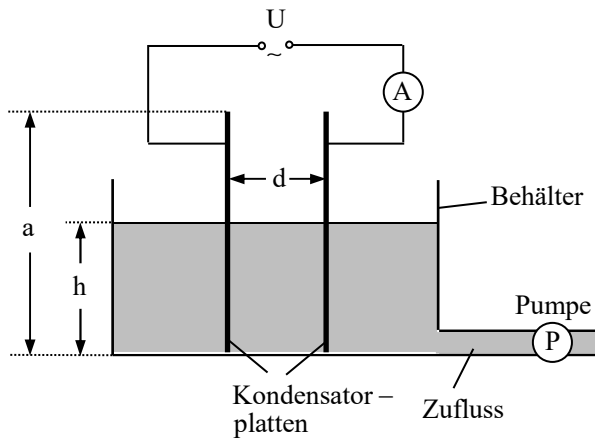 U
~
A
d
a
Behälter
h
Pumpe
P
Kondensator –
platten
Zufluss